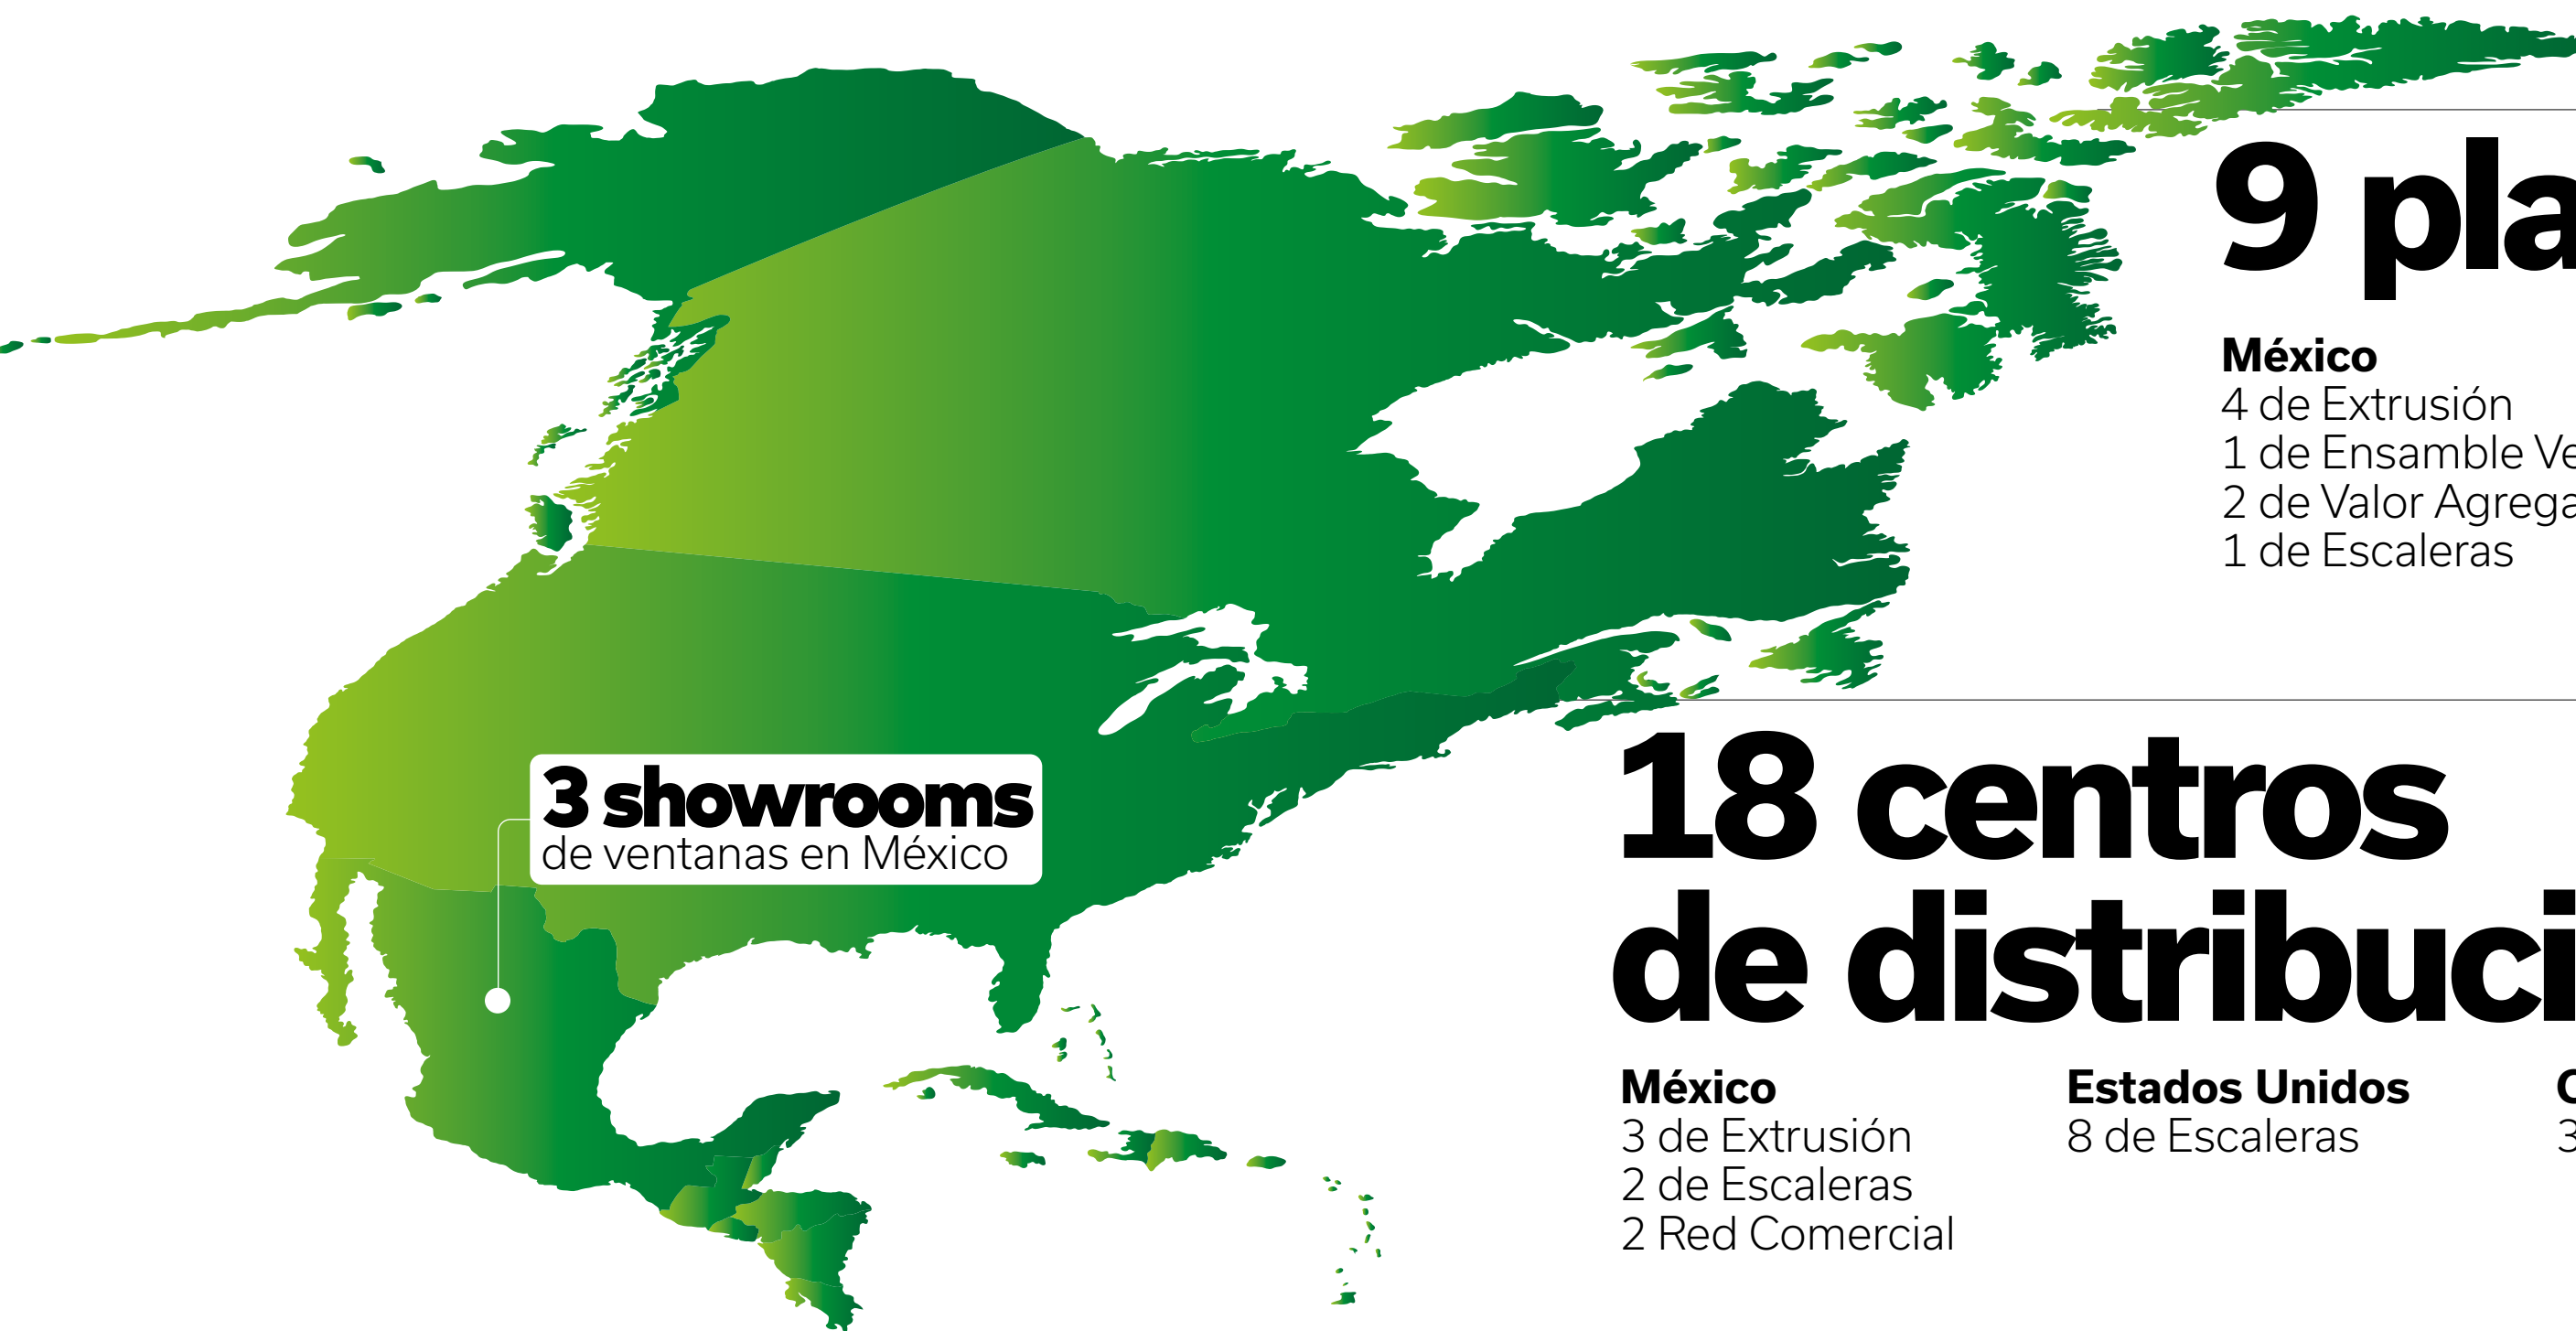 9 pla
México
4 de Extrusión
1 de Ensamble Ve
2 de Valor Agrega
1 de Escaleras
3 showrooms
de ventanas en México
18 centros
de distribuci
México
3 de Extrusión
2 de Escaleras
2 Red Comercial
Estados Unidos
8 de Escaleras
3